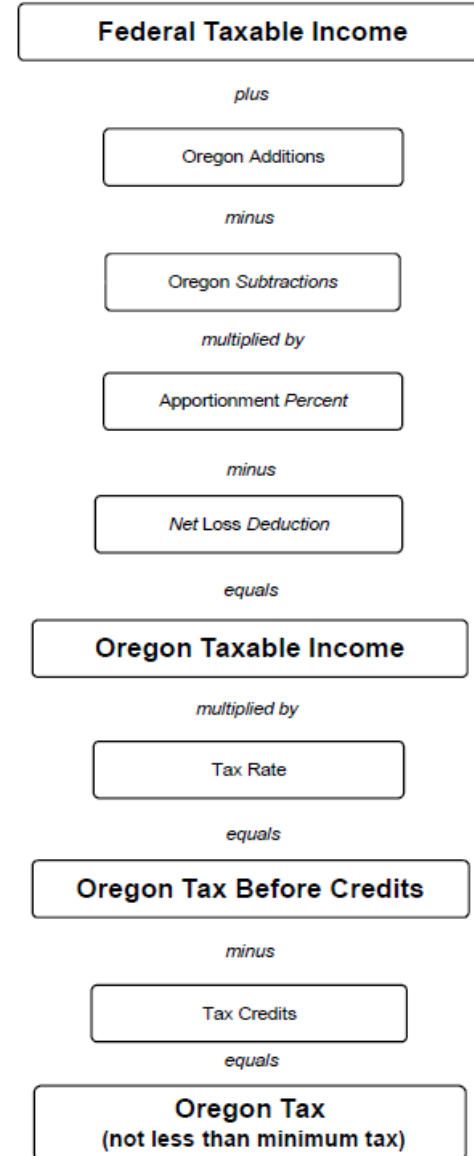 Federal Taxable Income
plus
Oregon Additions
minus
Oregon Subtractions
multiplied by
Apportionment Percent
minus
Net Loss Deduction
equals
Oregon Taxable Income
multiplied by
Tax Rate
equals
Oregon Tax Before Credits
minus
Tax Credits
equals
Oregon Tax
(not less than minimum tax)